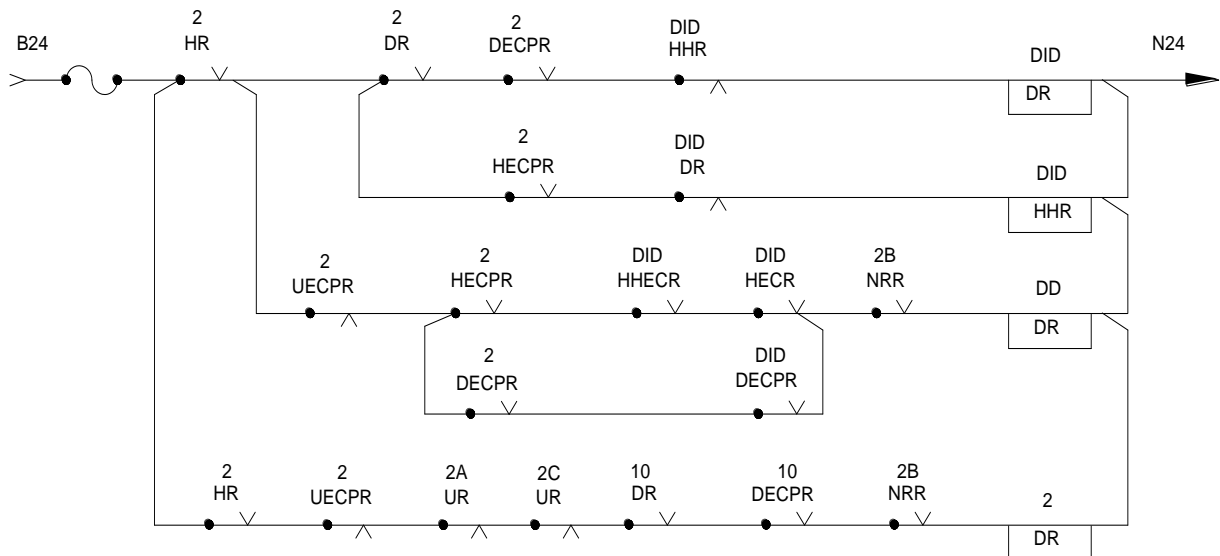 B24
2
HR
2
DR
2
DECPR
DID
HHR
DID
DR
N24
2
HECPR
DID
DR
DID
HHR
2
UECPR
2
HECPR
DID
HHECR
DID
HECR
2B
NRR
DD
DR
2
DECPR
DID
DECPR
2
HR
2
UECPR
2A
UR
2C
UR
10
DR
10
DECPR
2B
NRR
2
DR